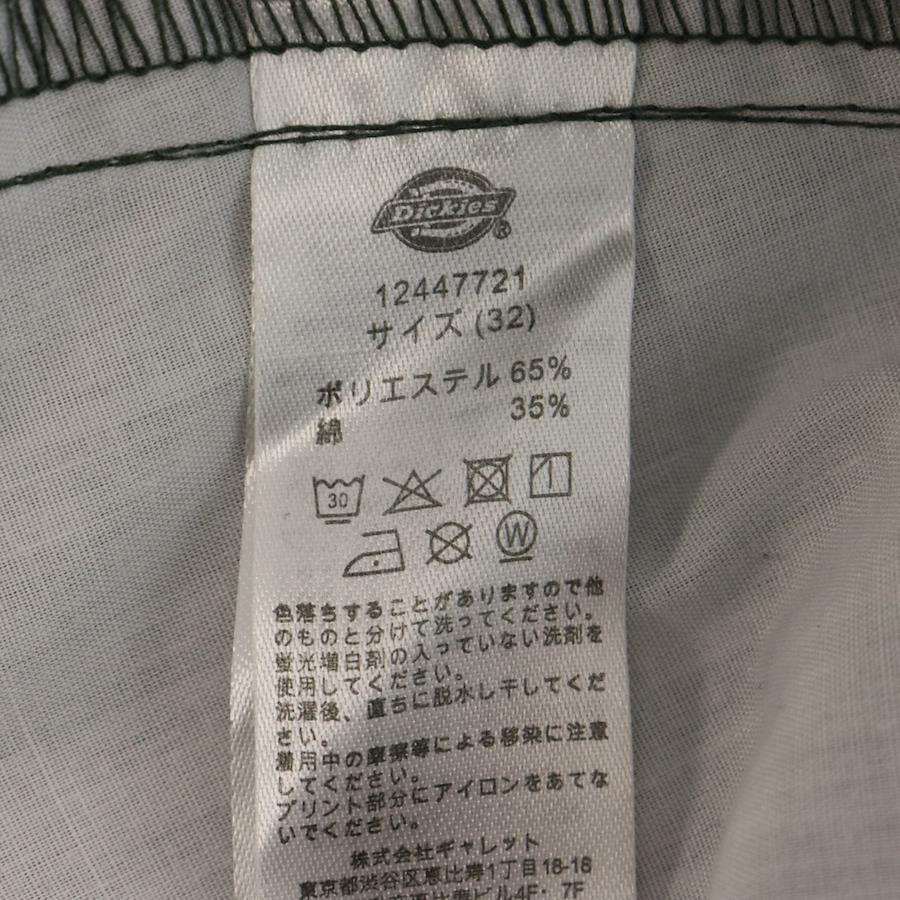 Dickies®
12447721
サイズ (32)
ポリエステル 65%
綿 35%
30
W
色落ちすることがありますので他
のものと分けて洗ってください。
蛍光増白剤の入っていない洗剤を
使用してください。
洗濯後、直ちに脱水し干してくだ
さい。
着用中の摩擦等による移染に注意
してください。
プリント部分にアイロンをあてな
いでください。
株式会社ギャレット
東京都渋谷区恵比寿1丁目18-18
ビル4F・7F